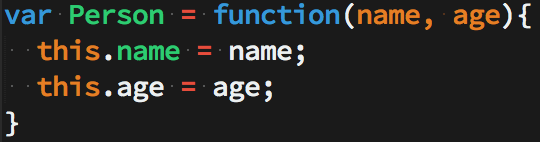 var Person = function(name, age){
  this.name = name;
  this.age = age;
}